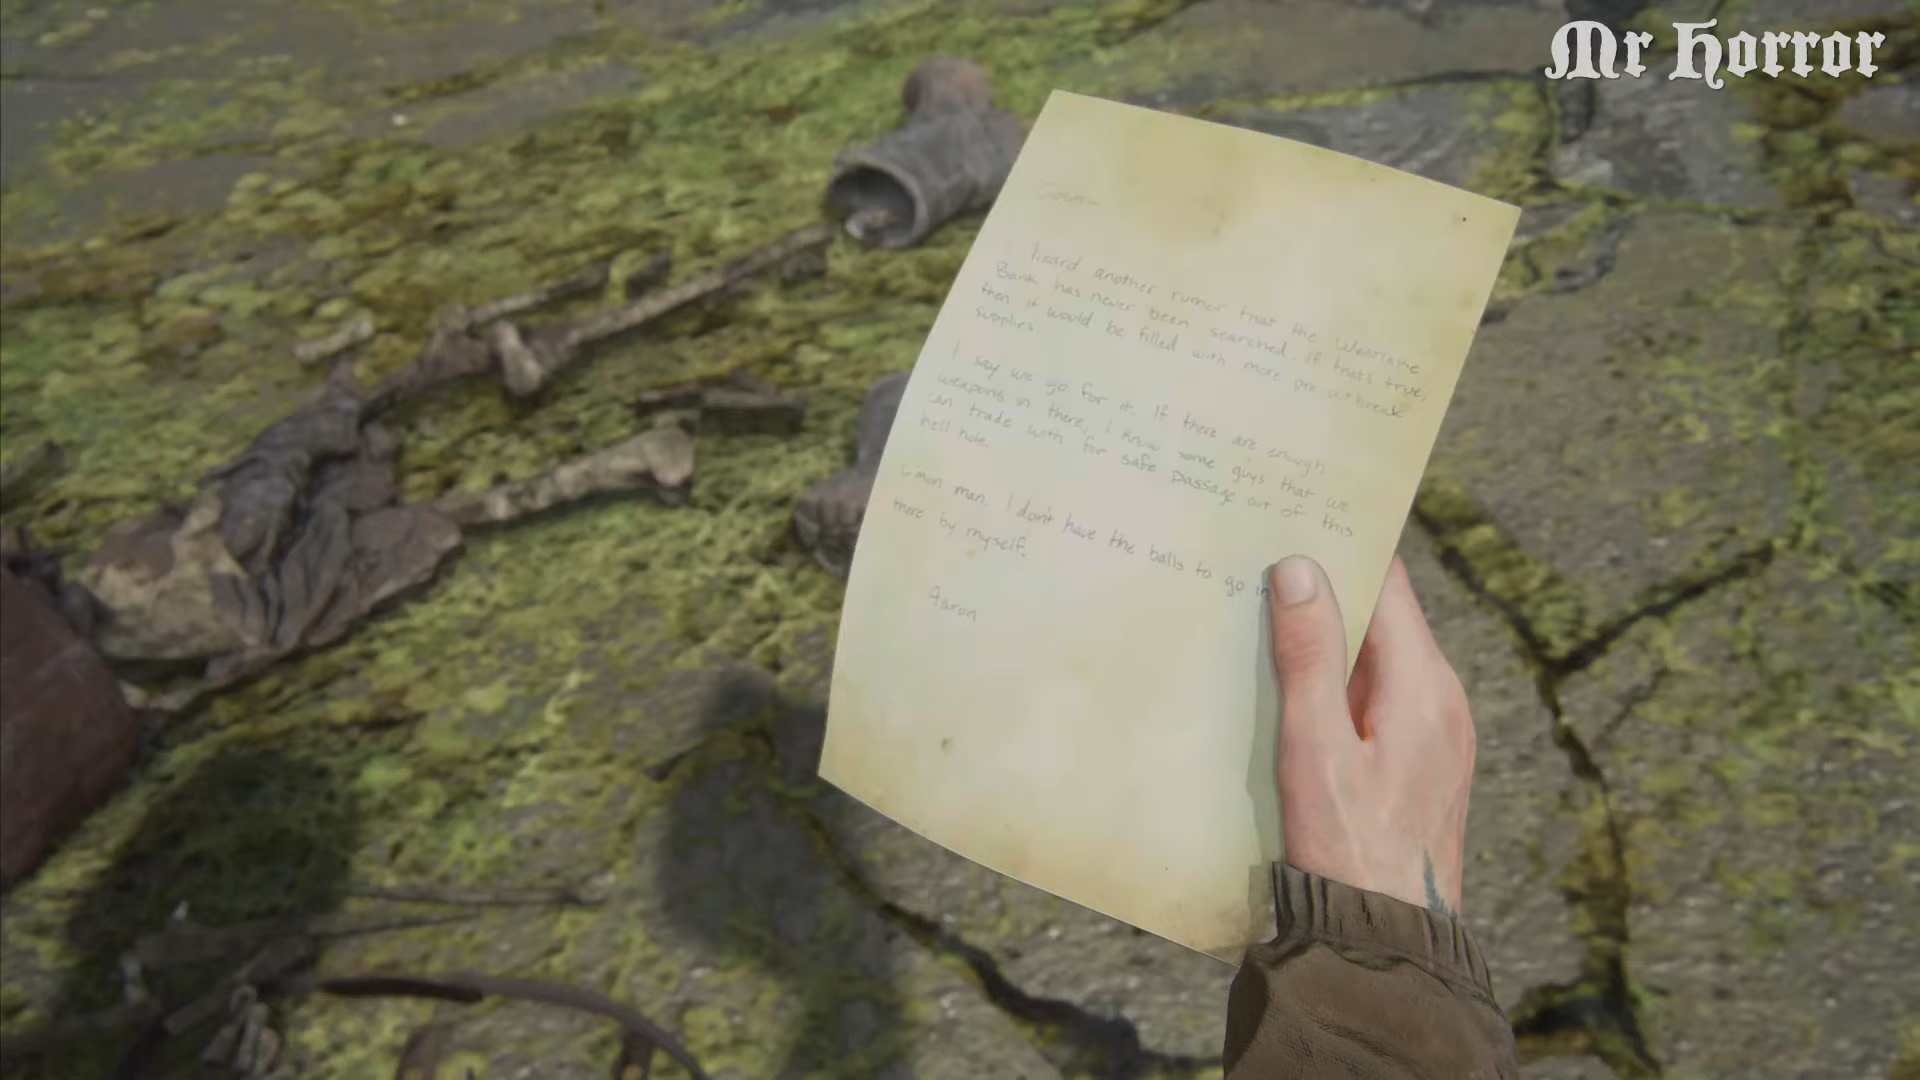 Mr Horror
I heard another rumor that the Westlake
Bank has never been searched. If that's true,
then it would be filled with more pre outbreak
supplies.
I say we go for it. If there are enough
weapons in there, I know some guys that we
can trade with for safe passage out of this
hell hole.
C'mon man. I don't have the balls to go in
there by myself.
Aaron